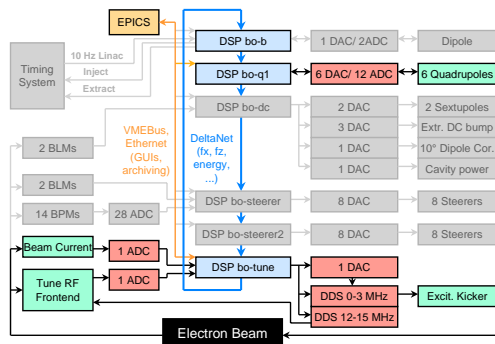 EPICS
DSP bo-b
1 DAC/ 2ADC
Dipole
10 Hz Linac
Timing
System
Inject
Extract
DSP bo-q1
6 DAC/ 12 ADC
6 Quadrupoles
DSP bo-dc
2 DAC
2 Sextupoles
3 DAC
Extr. DC bump
VMEBus,
Ethernet
(GUIs,
archiving)
DeltaNet
(fx, fz,
energy,
...)
2 BLMs
1 DAC
10° Dipole Cor.
1 DAC
Cavity power
2 BLMs
DSP bo-steerer
8 DAC
8 Steerers
14 BPMs
28 ADC
DSP bo-steerer2
8 DAC
8 Steerers
Beam Current
1 ADC
DSP bo-tune
1 DAC
Tune RF
Frontend
1 ADC
DDS 0-3 MHz
Excit. Kicker
DDS 12-15 MHz
Electron Beam